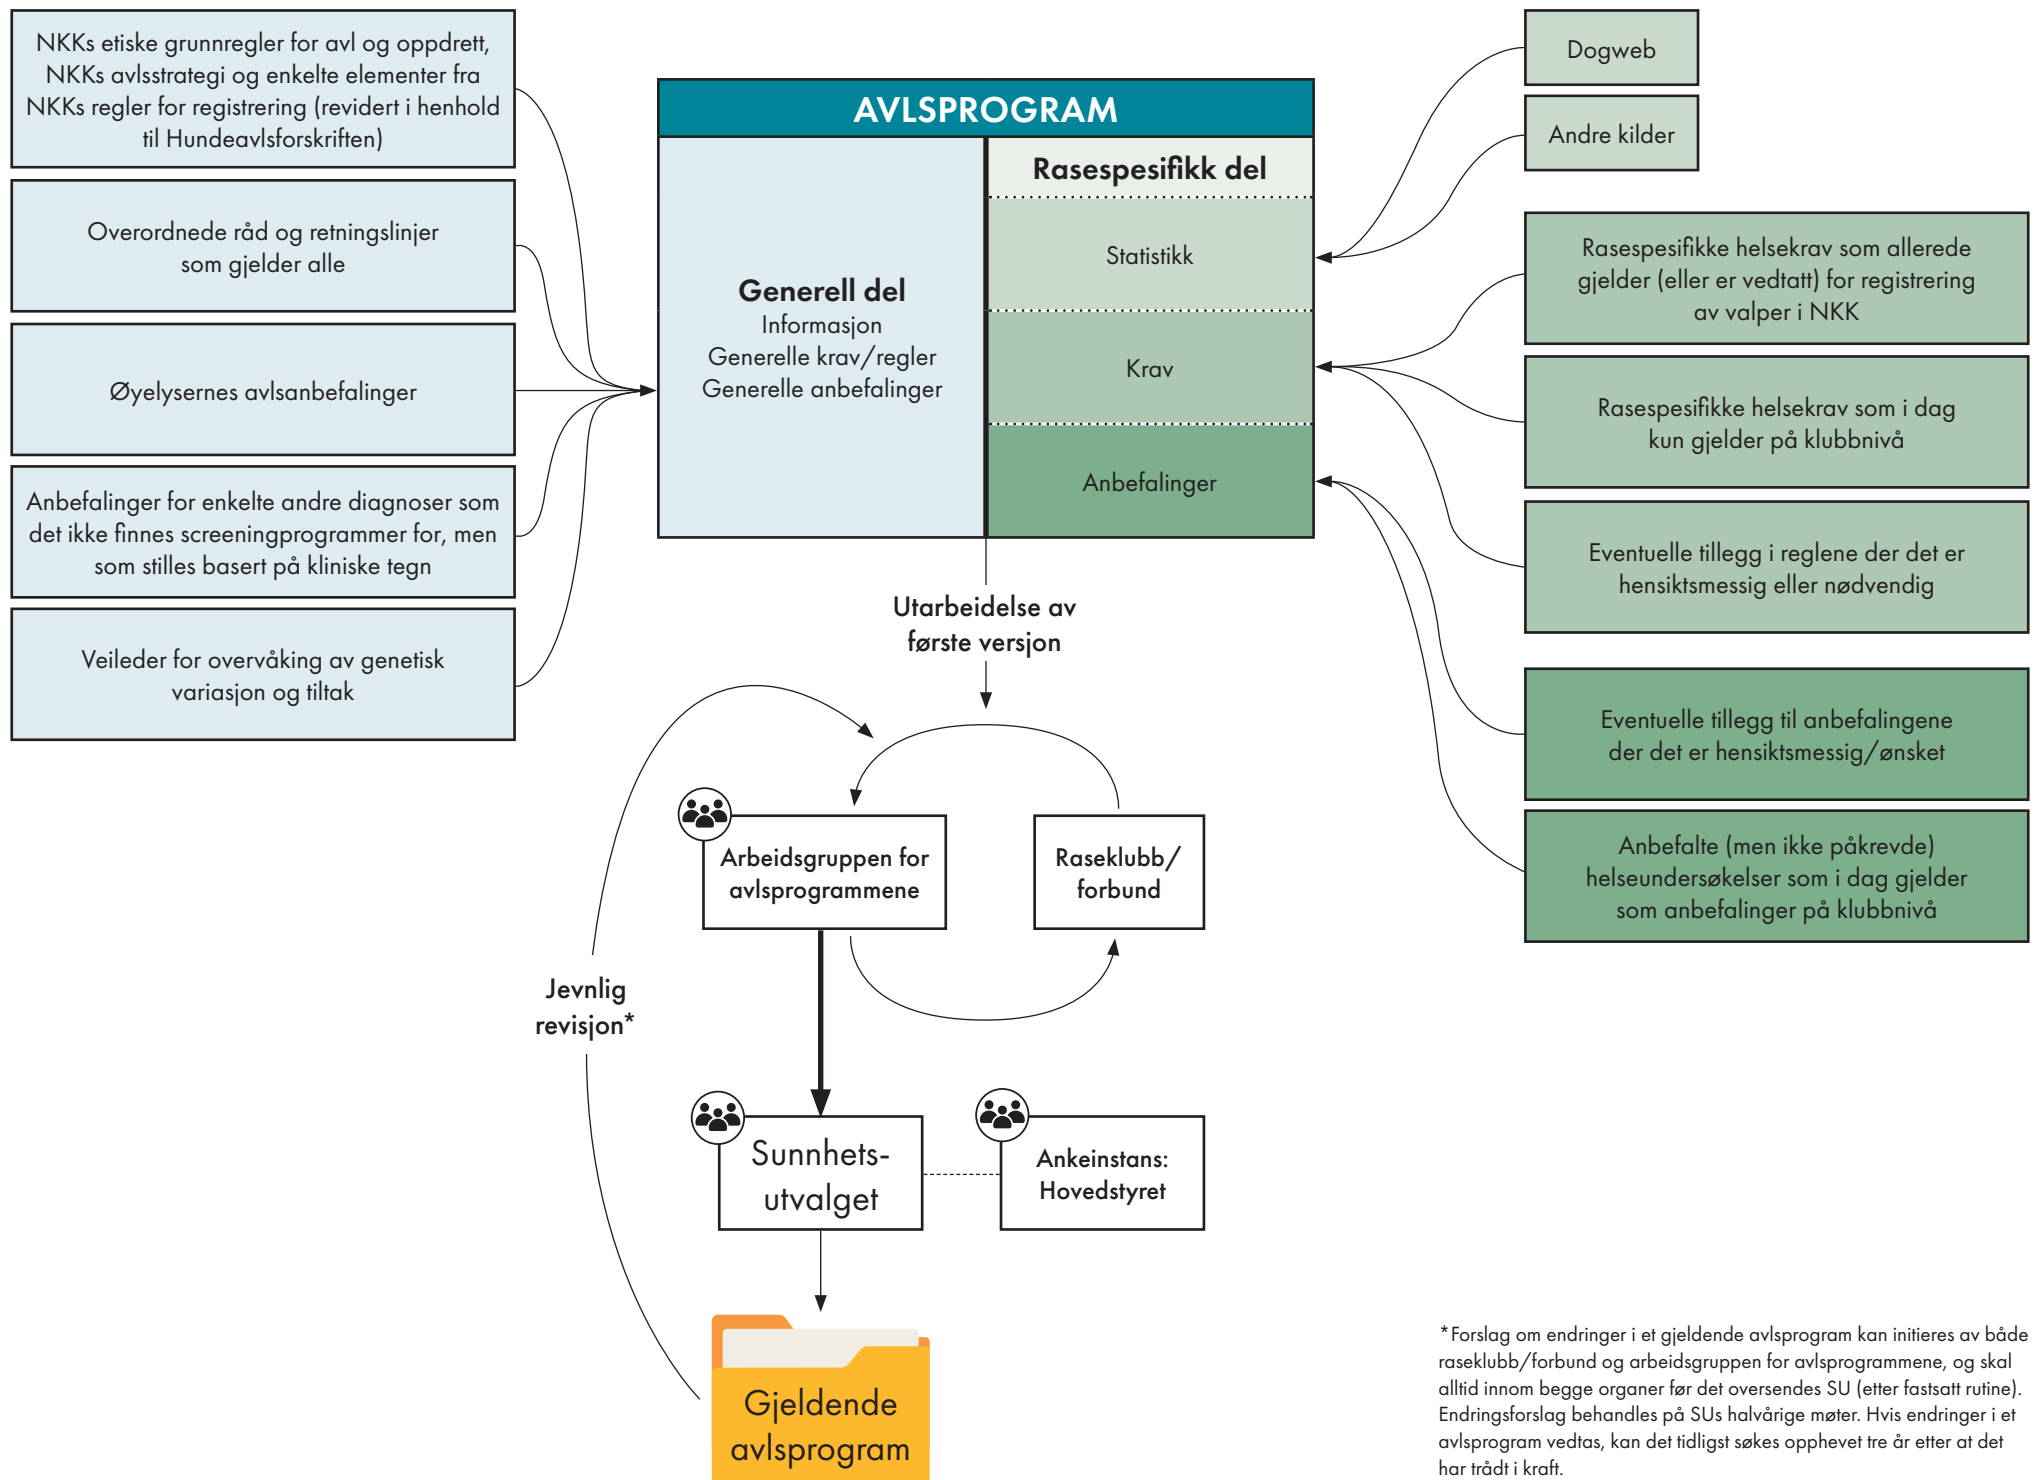 NKKs etiske grunnregler for avl og oppdrett,
NKKs avlsstrategi og enkelte elementer fra
NKKs regler for registrering (revidert i henhold
til Hundeavlsforskriften)
Overordnede råd og retningslinjer
som gjelder alle
Øyelysernes avlsanbefalinger
Anbefalinger for enkelte andre diagnoser som
det ikke finnes screeningprogrammer for, men
som stilles basert på kliniske tegn
Veileder for overvåking av genetisk
variasjon og tiltak
AVLSPROGRAM
Generell del
Informasjon
Generelle krav/regler
Generelle anbefalinger
Rasespesifikk del
Statistikk
Krav
Anbefalinger
Dogweb
Andre kilder
Rasespesifikke helsekrav som allerede
gjelder (eller er vedtatt) for registrering
av valper i NKK
Rasespesifikke helsekrav som i dag
kun gjelder på klubbnivå
Eventuelle tillegg i reglene der det er
hensiktsmessig eller nødvendig
Eventuelle tillegg til anbefalingene
der det er hensiktsmessig/ønsket
Anbefalte (men ikke påkrevde)
helseundersøkelser som i dag gjelder
som anbefalinger på klubbnivå
Utarbeidelse av
første versjon
Arbeidsgruppen for
avlsprogrammene
Raseklubb/
forbund
Jevnlig
revisjon*
Sunnhets-
utvalget
Ankeinstans:
Hovedstyret
Gjeldende
avlsprogram
*Forslag om endringer i et gjeldende avlsprogram kan initieres av både
raseklubb/forbund og arbeidsgruppen for avlsprogrammene, og skal
alltid innom begge organer før det oversendes SU (etter fastsatt rutine).
Endringsforslag behandles på SUs halvårige møter. Hvis endringer i et
avlsprogram vedtas, kan det tidligst søkes opphevet tre år etter at det
har trådt i kraft.